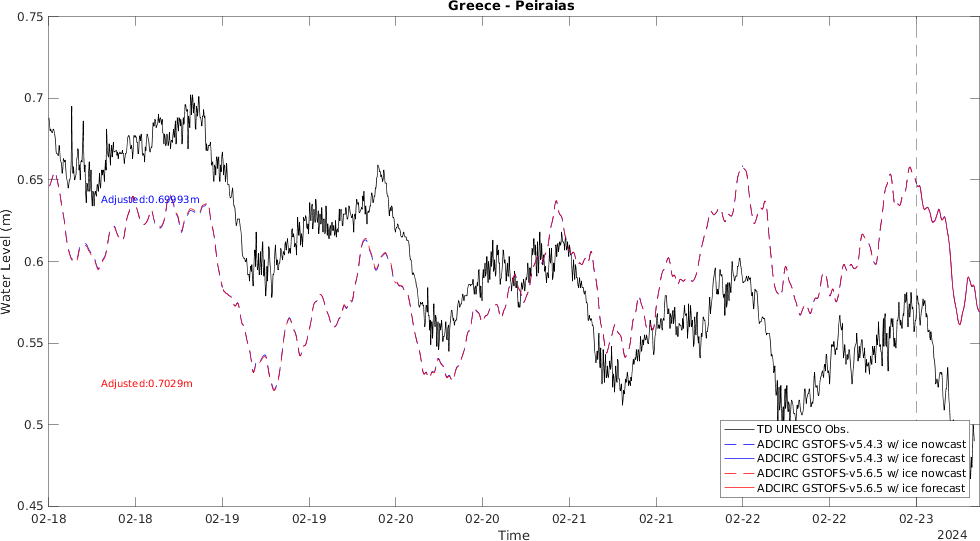 Greece - Peiraias
0.75
0.7
0.65
0.6
0.55
0.5
0.45
Water Level (m)
Adjusted:0.69993m
Adjusted:0.7029m
TD UNESCO Obs.
ADCIRC GSTOFS-v5.4.3 w/ ice nowcast
ADCIRC GSTOFS-v5.4.3 w/ ice forecast
ADCIRC GSTOFS-v5.6.5 w/ ice nowcast
ADCIRC GSTOFS-v5.6.5 w/ ice forecast
02-18 02-18 02-19 02-19 02-20 02-20 02-21 02-21 02-22 02-22 02-23
Time
2024